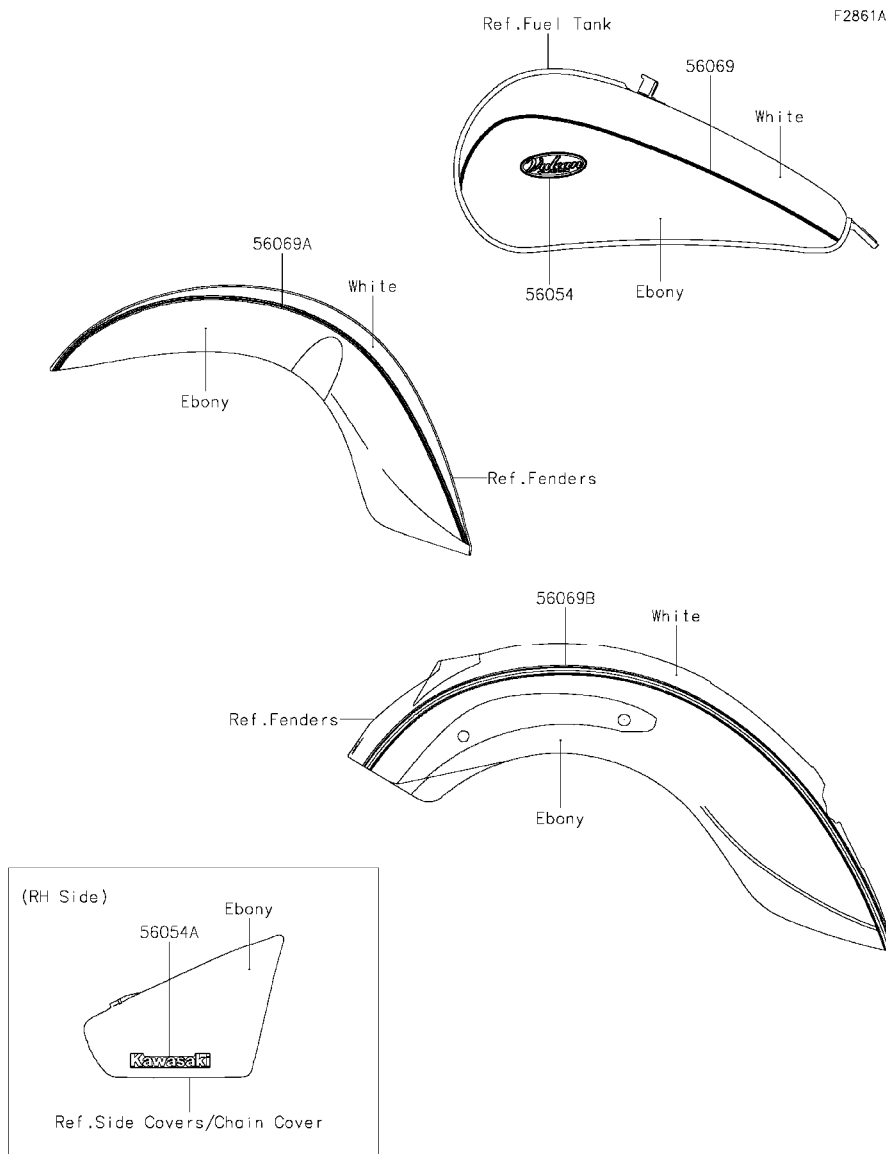 F2861A
Ref.Fuel Tank
56069
White
Vulcan
56054
Ebony
56069A
White
Ebony
Ref.Fenders
56069B
White
Ref.Fenders
Ebony
(RH Side)
Ebony
56054A
Kawasaki
Ref.Side Covers/Chain Cover